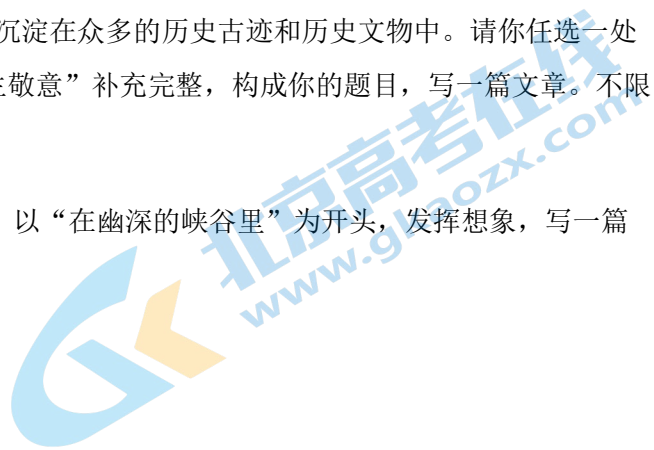 沉淀在众多的历史古迹和历史文物中。请你任选一处
敬意”补充完整，构成你的题目，写一篇文章。不限
以“在幽深的峡谷里”为开头，发挥想象，写一篇
北京高考在线
www.gkaozx.com